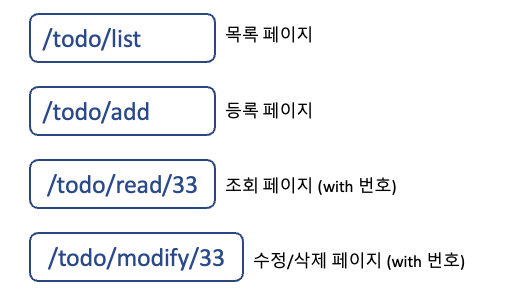 /todo/list 목록 페이지
/todo/add 등록 페이지
/todo/read/33 조회 페이지 (with 번호)
/todo/modify/33 수정/삭제 페이지 (with 번호)